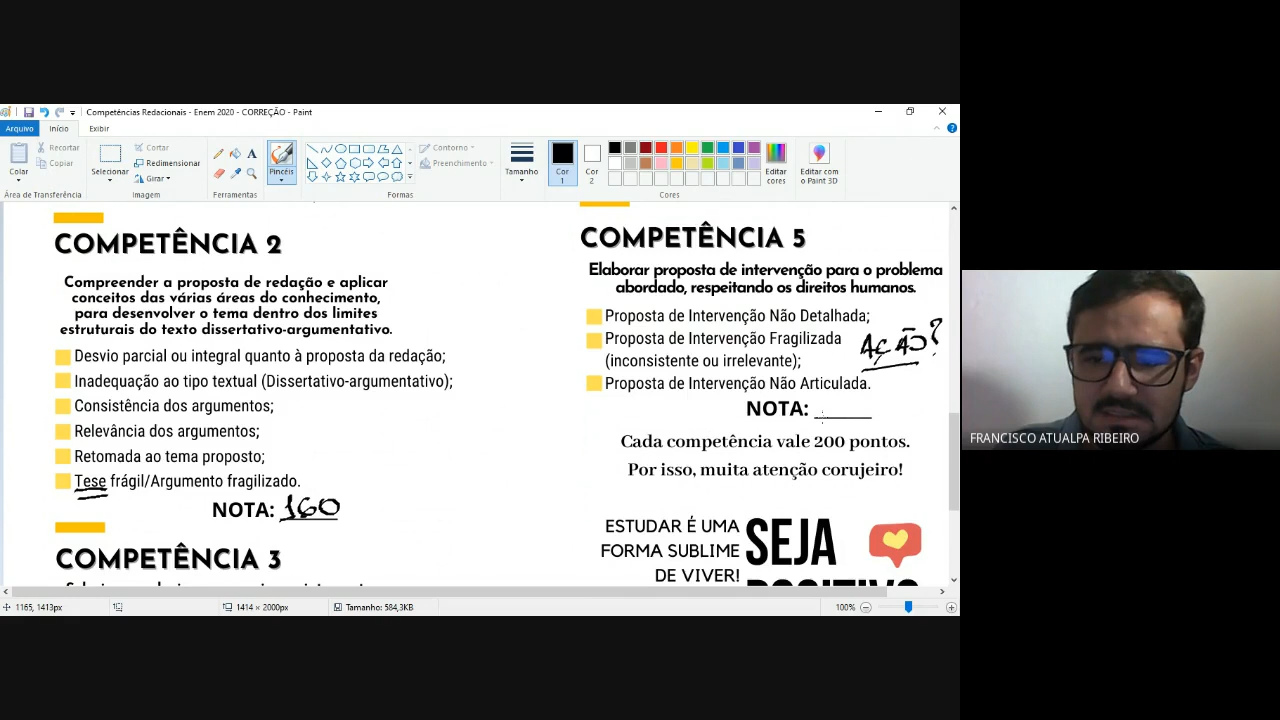 Competências Redacionais - Enem 2020 - CORREÇÃO - Paint
Arquivo
Início
Exibir
Colar
Recortar
Copiar
Área de Transferência
Selecionar
Cortar
Redimensionar
Girar
Imagem
A
Ferramentas
Pincéis
Contorno
Preenchimento
Formas
Tamanho
Cor
1
Cor
2
Editar
cores
Cores
Editar com
o Paint 3D
COMPETÊNCIA 2
Compreender a proposta de redação e aplicar
conceitos das várias áreas do conhecimento,
para desenvolver o tema dentro dos limites
estruturais do texto dissertativo-argumentativo.
Desvio parcial ou integral quanto à proposta da redação;
Inadequação ao tipo textual (Dissertativo-argumentativo);
Consistência dos argumentos;
Relevância dos argumentos;
Retomada ao tema proposto;
Tese frágil/Argumento fragilizado.
NOTA: 160
COMPETÊNCIA 3
COMPETÊNCIA 5
Elaborar proposta de intervenção para o problema
abordado, respeitando os direitos humanos.
Proposta de Intervenção Não Detalhada;
Proposta de Intervenção Fragilizada
(inconsistente ou irrelevante);
AÇÃO?
Proposta de Intervenção Não Articulada.
NOTA:
Cada competência vale 200 pontos.
Por isso, muita atenção corujeiro!
ESTUDAR É UMA
FORMA SUBLIME
DE VIVER!
SEJA
POSITIVO
1165, 1413px
1414 × 2000px
Tamanho: 584,3KB
100%
FRANCISCO ATUALPA RIBEIRO